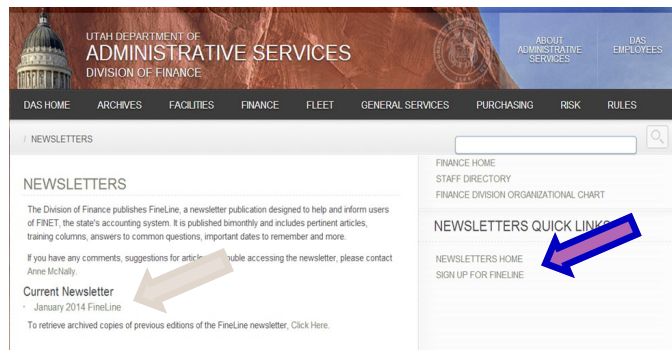 UTAH DEPARTMENT OF
ADMINISTRATIVE SERVICES
DIVISION OF FINANCE
ABOUT
ADMINISTRATIVE
SERVICES
DAS
EMPLOYEES
DAS HOME ARCHIVES FACILITIES FINANCE FLEET GENERAL SERVICES PURCHASING RISK RULES
/ NEWSLETTERS
NEWSLETTERS
The Division of Finance publishes FineLine, a newsletter publication designed to help and inform users
of FINET, the state's accounting system. It is published bimonthly and includes pertinent articles,
training columns, answers to common questions, important dates to remember and more.
If you have any comments, suggestions for articles accessing the newsletter, please contact
Anne McNally.
Current Newsletter
January 2014 FineLine
To retrieve archived copies of previous editions of the FineLine newsletter, Click Here.
FINANCE HOME
STAFF DIRECTORY
FINANCE DIVISION ORGANIZATIONAL CHART
NEWSLETTERS QUICK LINKS
NEWSLETTERS HOME
SIGN UP FOR FINELINE